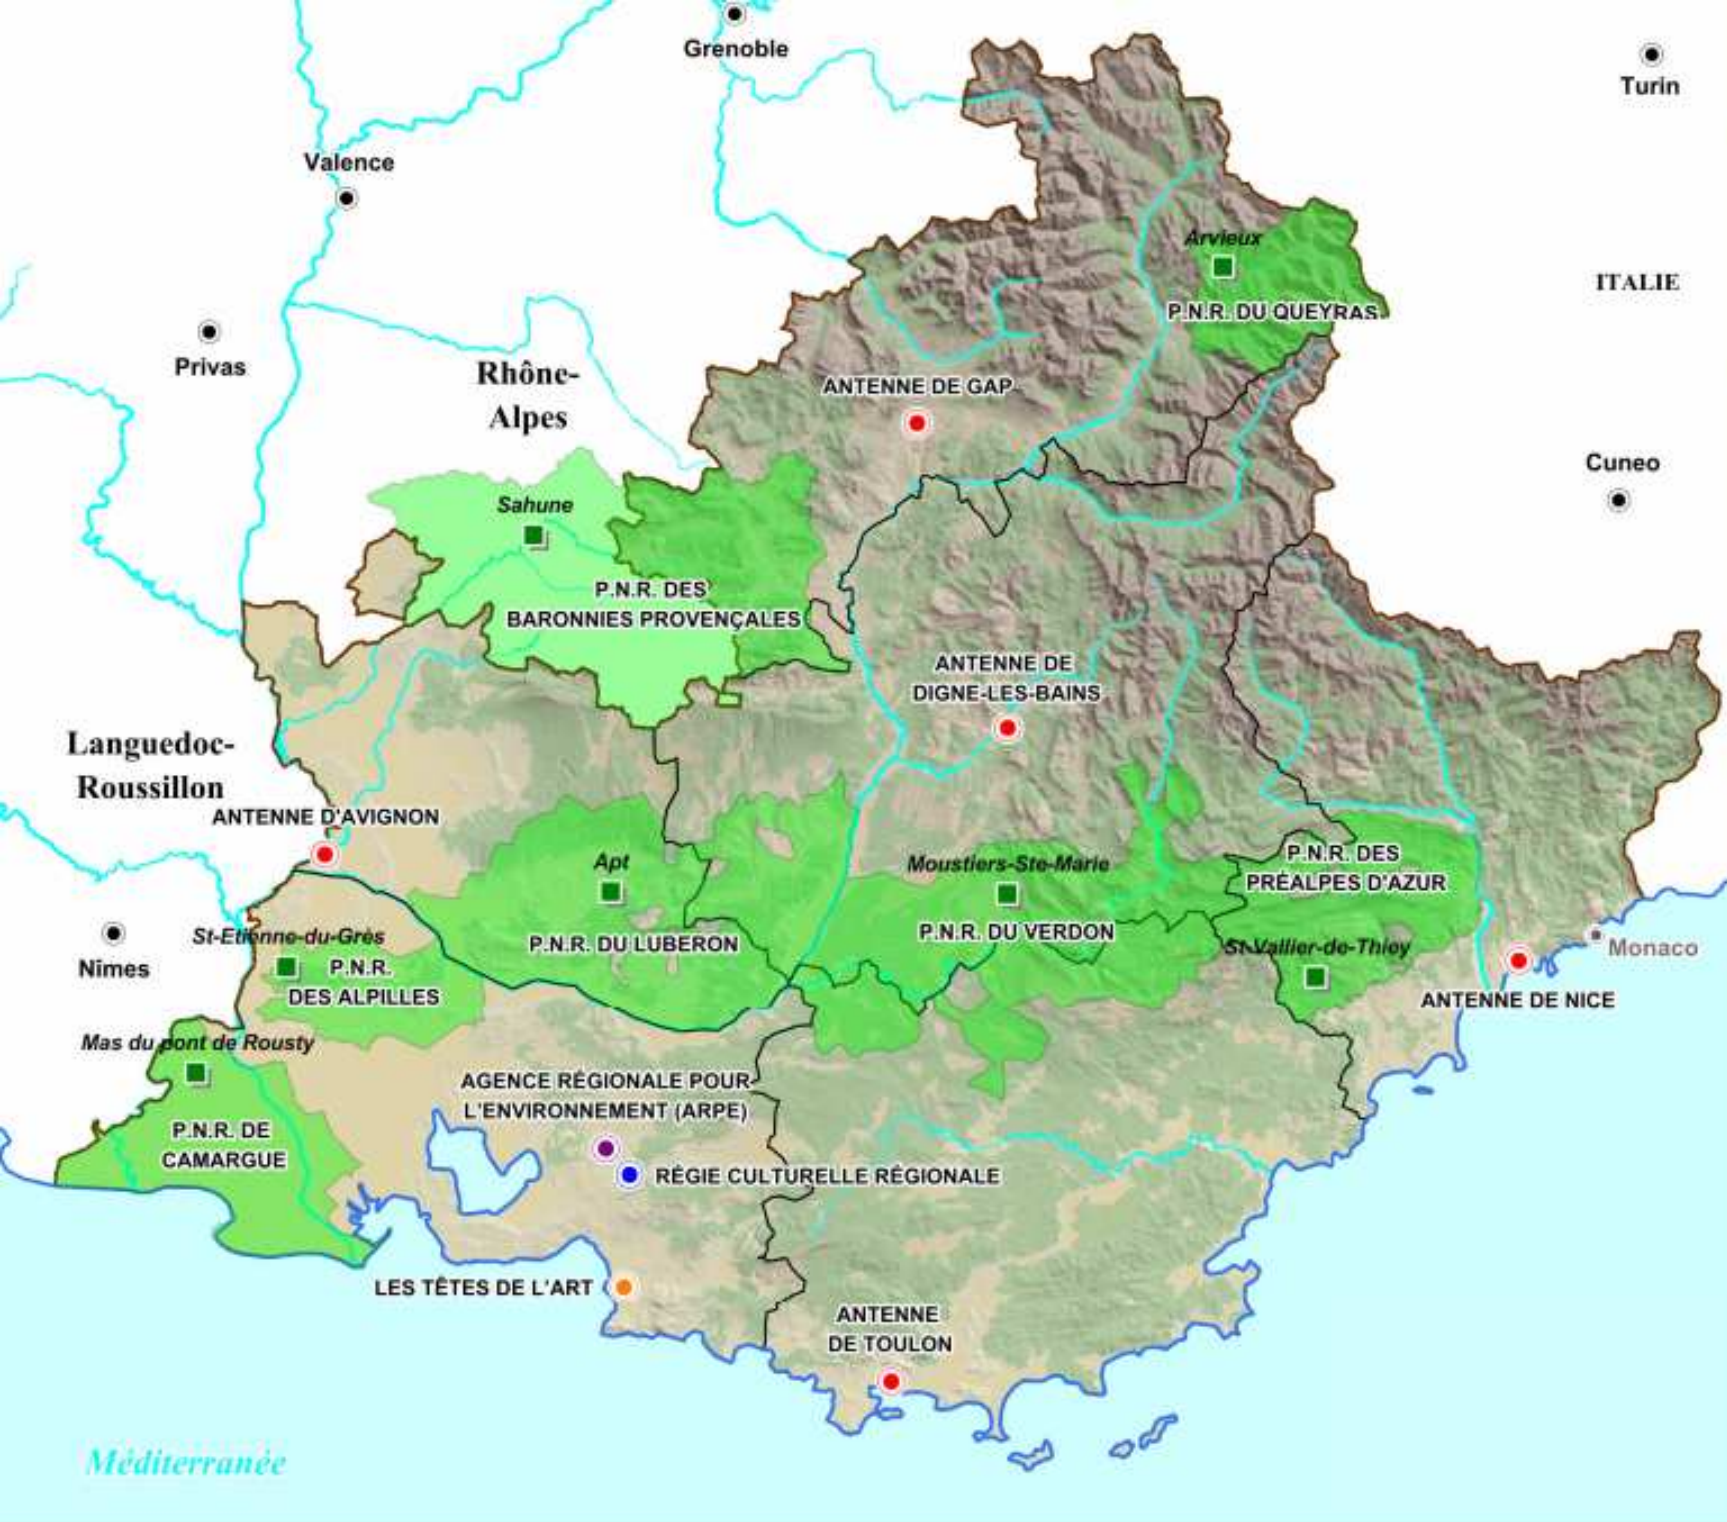 Grenoble
Turin
Valence
Arvieux
ITALIE
P.N.R. DU QUEYRAS
Privas
Rhône-
Alpes
ANTENNE DE GAP
Cuneo
Sahune
P.N.R. DES
BARONNIES PROVENÇALES
ANTENNE DE
DIGNE-LES-BAINS
Languedoc-
Roussillon
ANTENNE D'AVIGNON
Apt
Moustiers-Ste-Marie
P.N.R. DES
PRÉALPES D'AZUR
P.N.R. DU LUBERON
P.N.R. DU VERDON
St-Etienne-du-Grès
St-Vallier-de-Thiey
Monaco
Nîmes
P.N.R.
DES ALPILLES
ANTENNE DE NICE
Mas du pont de Rousty
AGENCE RÉGIONALE POUR
L'ENVIRONNEMENT (ARPE)
P.N.R. DE
CAMARGUE
RÉGIE CULTURELLE RÉGIONALE
LES TÊTES DE L'ART
ANTENNE
DE TOULON
Méditerranée